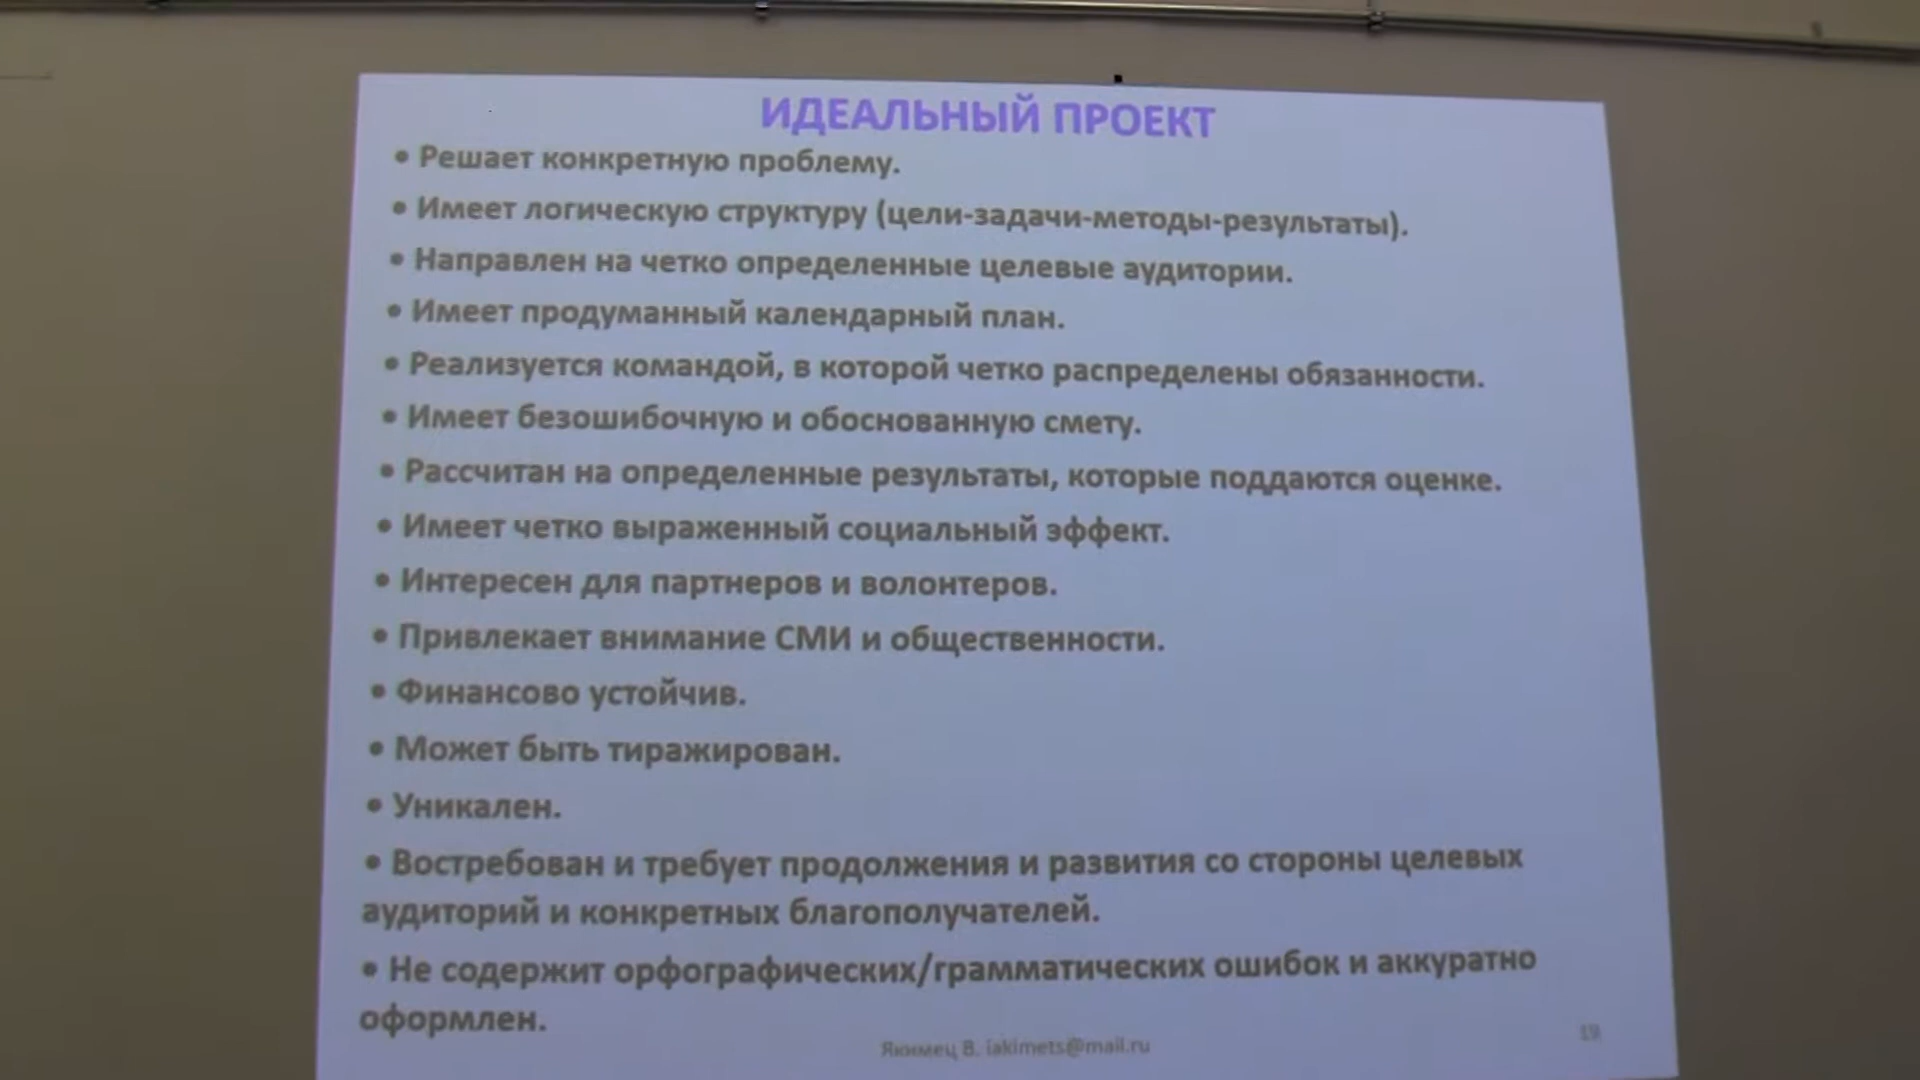 ИДЕАЛЬНЫЙ ПРОЕКТ
• Решает конкретную проблему.
• Имеет логическую структуру (цели-задачи-методы-результаты).
• Направлен на четко определенные целевые аудитории.
• Имеет продуманный календарный план.
• Реализуется командой, в которой четко распределены обязанности.
• Имеет безошибочную и обоснованную смету.
• Рассчитан на определенные результаты, которые поддаются оценке.
• Имеет четко выраженный социальный эффект.
• Интересен для партнеров и волонтеров.
• Привлекает внимание СМИ и общественности.
• Финансово устойчив.
• Может быть тиражирован.
• Уникален.
• Востребован и требует продолжения и развития со стороны целевых
аудиторий и конкретных благополучателей.
• Не содержит орфографических/грамматических ошибок и аккуратно
оформлен.
Якимец В. iakimets@mail.ru
19